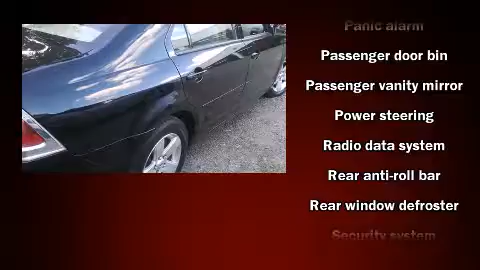 Panic alarm
Passenger door bin
Passenger vanity mirror
Power steering
Radio data system
Rear anti-roll bar
Rear window defroster
Security system